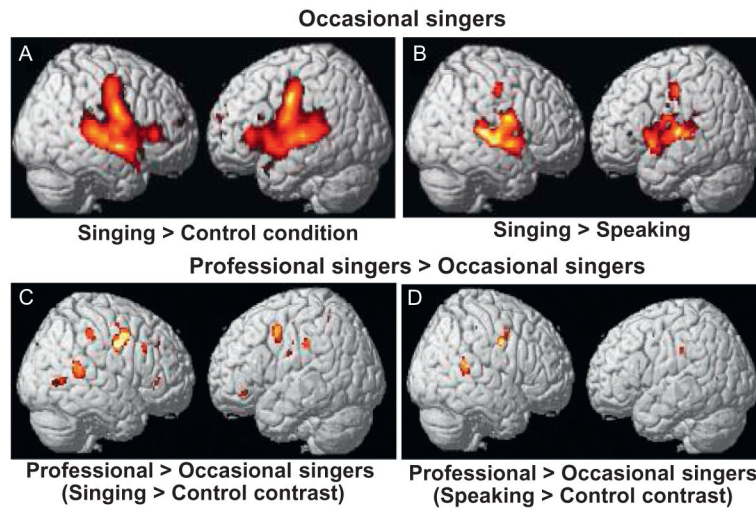 Occasional singers
A
B
Singing > Control condition
Singing > Speaking
Professional singers > Occasional singers
C
D
Professional > Occasional singers
(Singing > Control contrast)
Professional > Occasional singers
(Speaking > Control contrast)